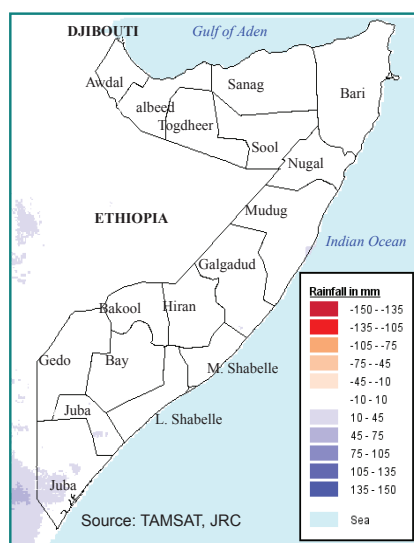 DJIBOUTI
Gulf of Aden
Awdal
Sanag
Bari
albeed
Togdheer
Sool
Nugal
ETHIOPIA
Mudug
Indian Ocean
Galgadud
Bakool
Hiran
Gedo
Bay
M. Shabelle
Juba
L. Shabelle
Juba
Source: TAMSAT, JRC
Rainfall in mm
-150 - -135
-135 - -105
-105 - -75
-75 - -45
-45 - -10
-10 - 10
10 - 45
45 - 75
75 - 105
105 - 135
135 - 150
Sea